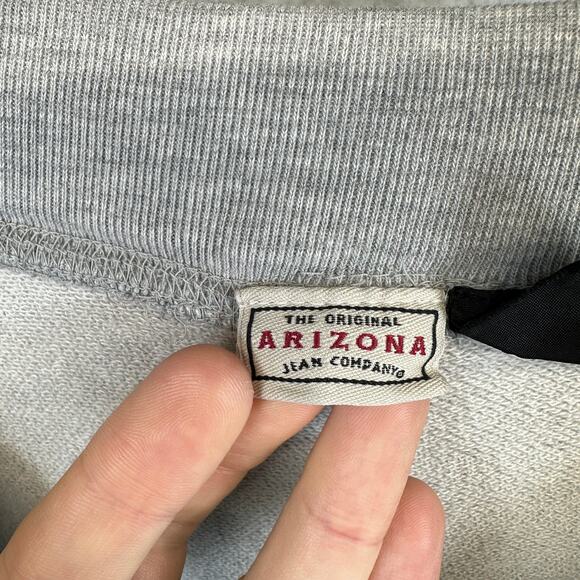 THE ORIGINAL
ARIZONA
JEAN COMPANY®